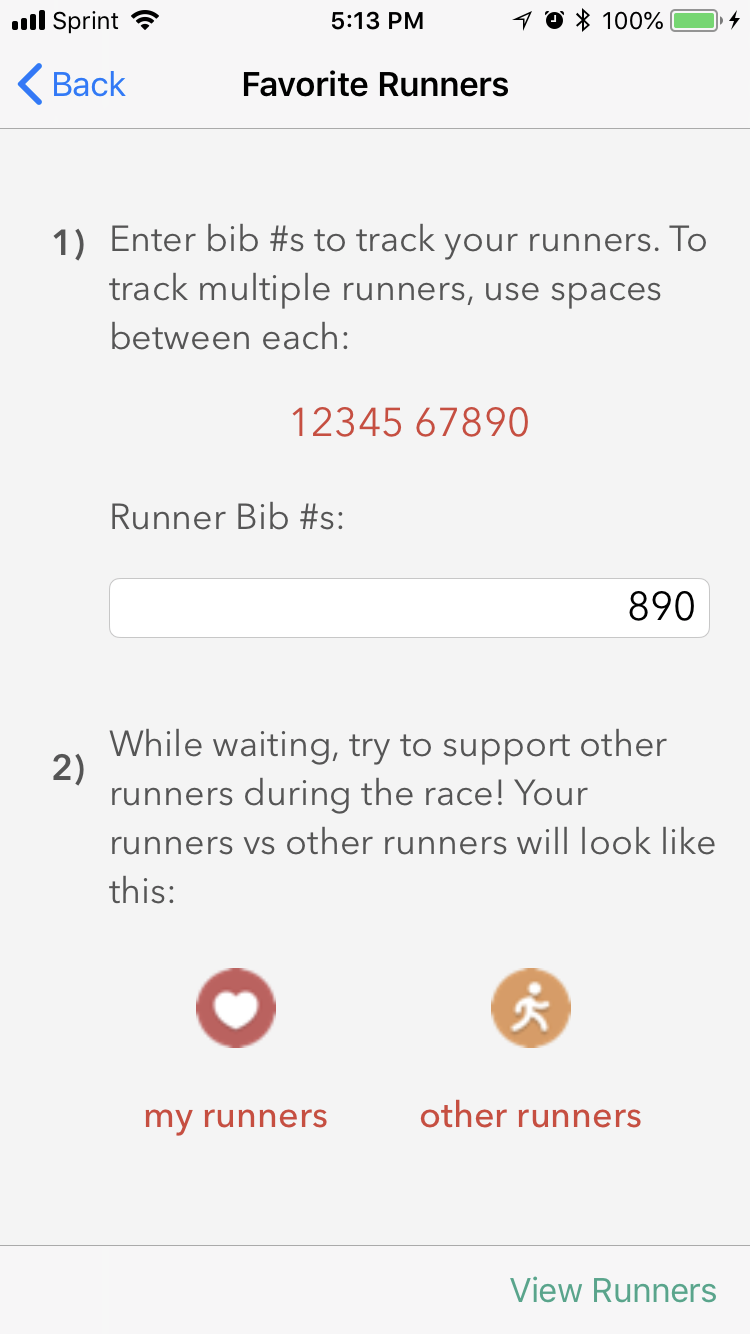 Sprint 5:13 PM 100%
Back Favorite Runners
1) Enter bib #s to track your runners. To
track multiple runners, use spaces
between each:
12345 67890
Runner Bib #s:
890
2) While waiting, try to support other
runners during the race! Your
runners vs other runners will look like
this:
my runners other runners
View Runners